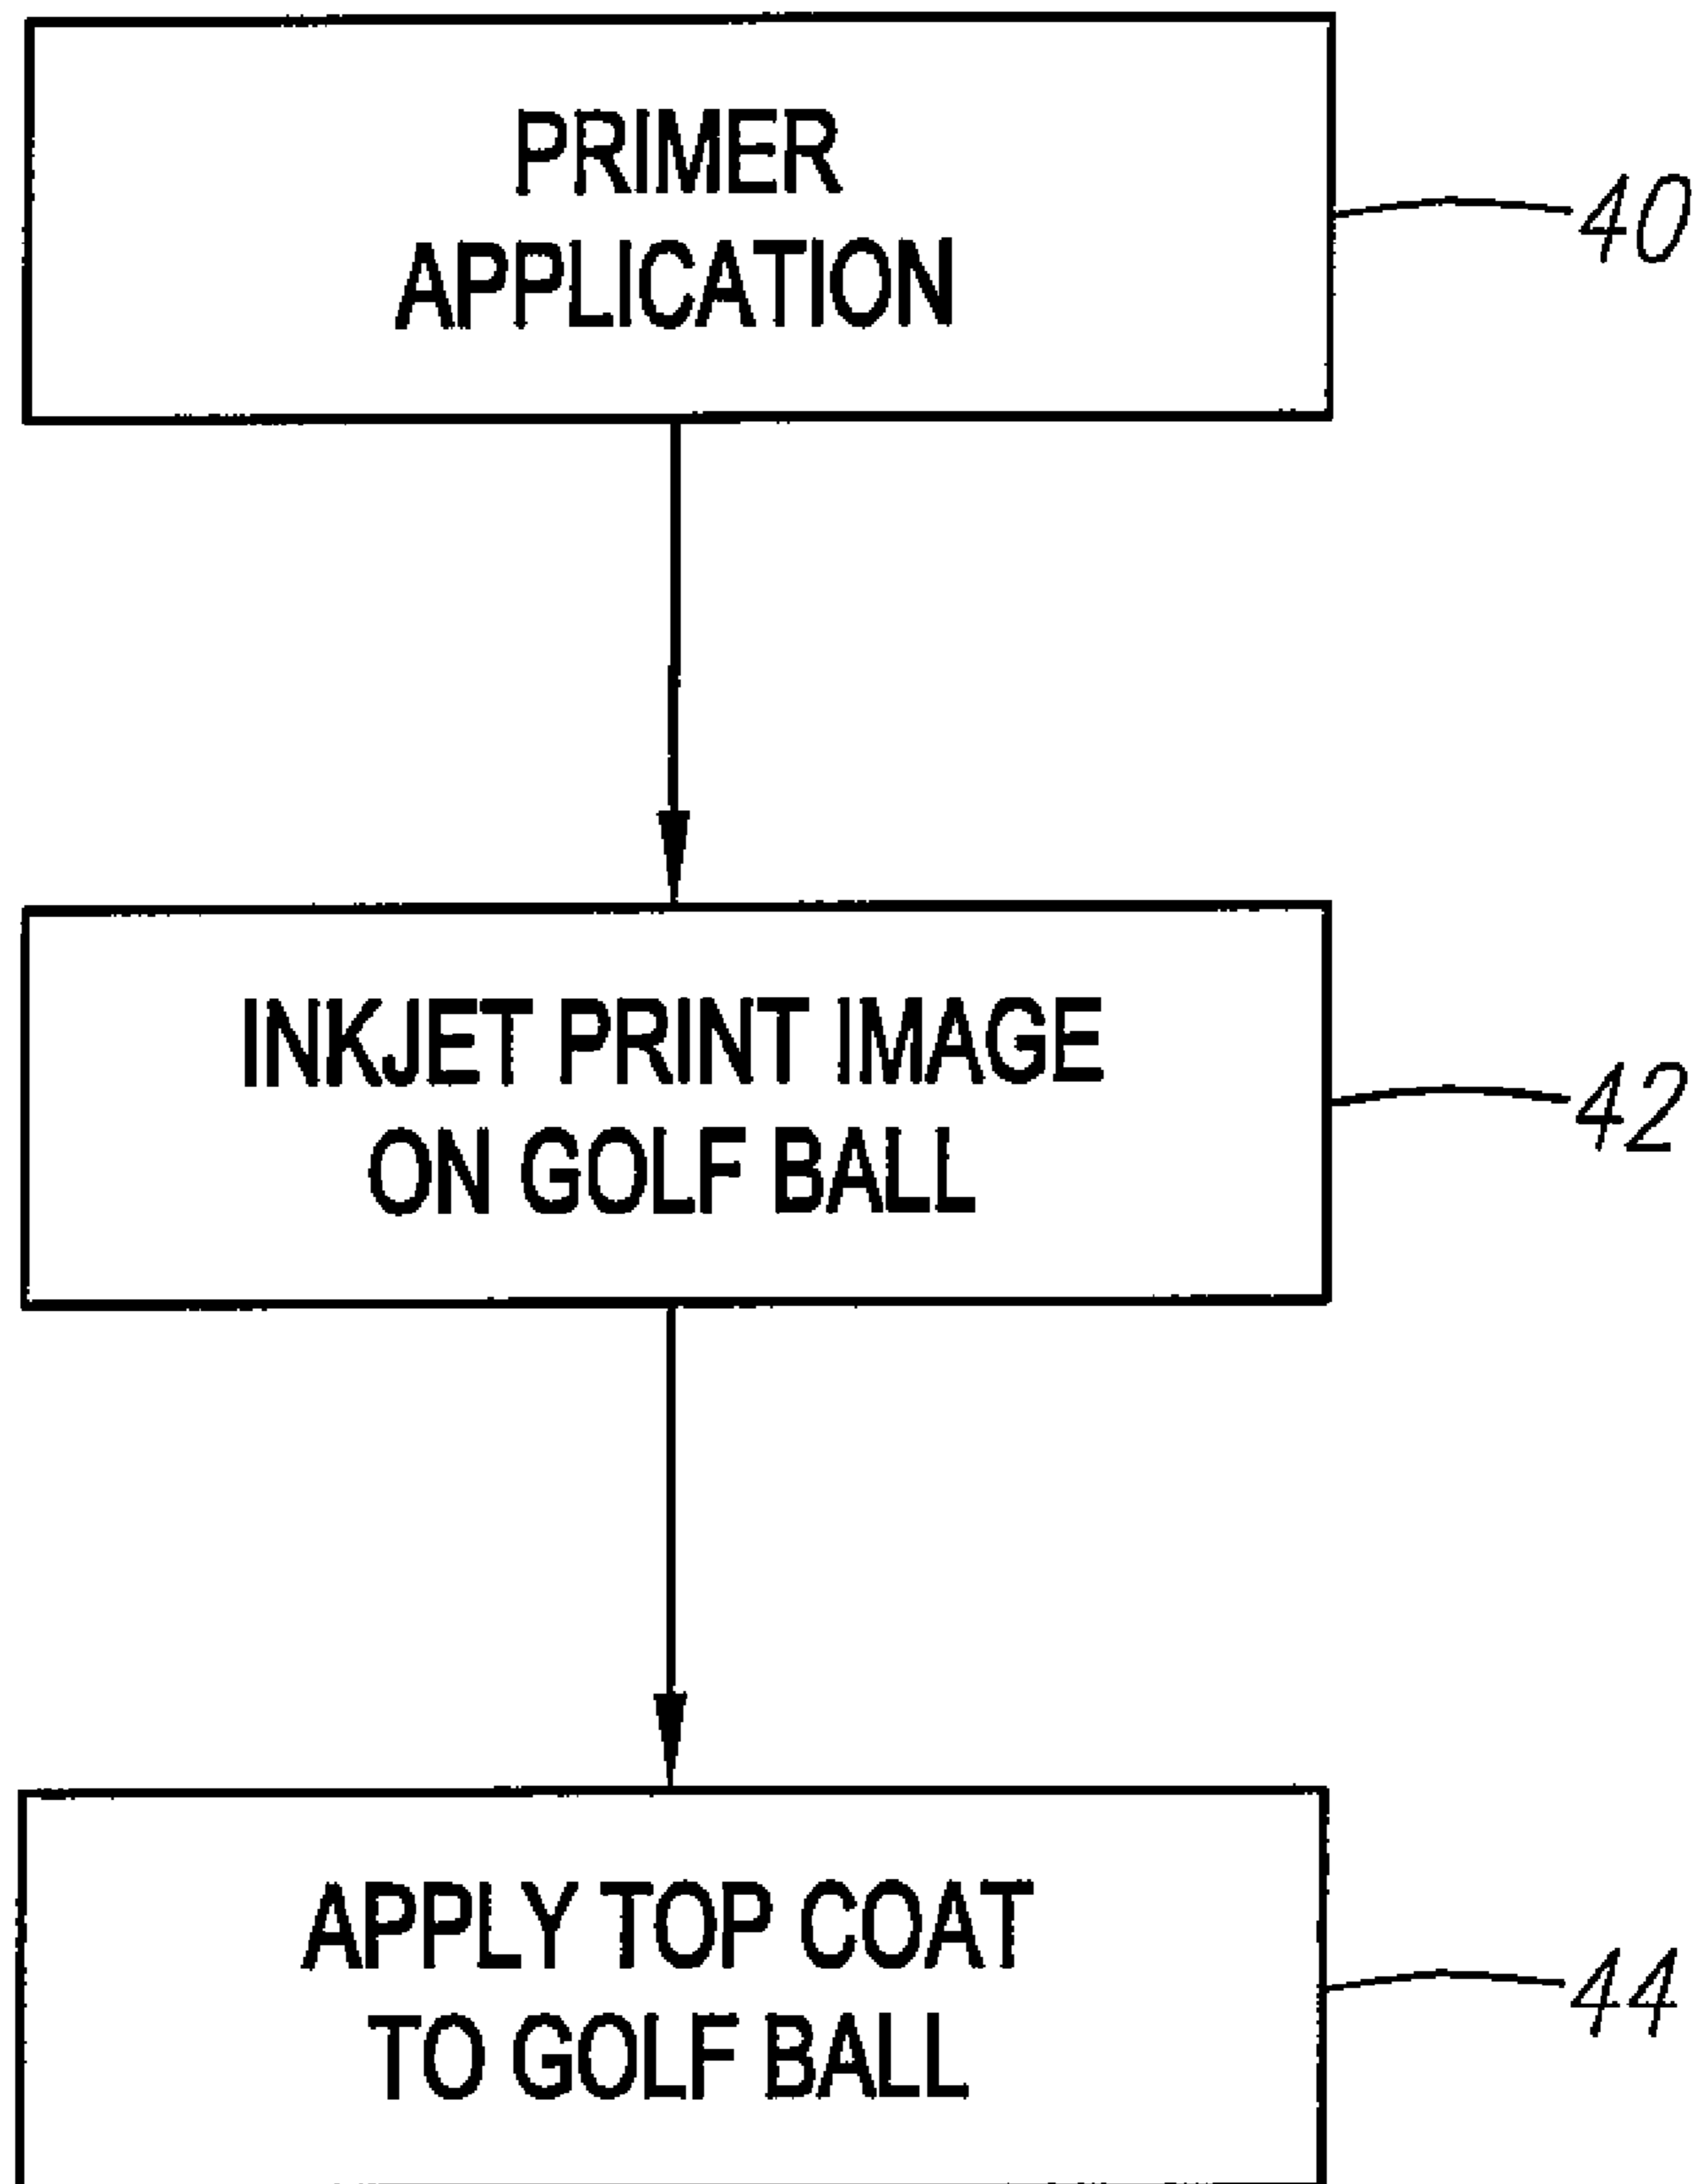 PRIMER
APPLICATION
40
INKJET PRINT IMAGE
ON GOLF BALL
42
APPLY TOP COAT
TO GOLF BALL
44